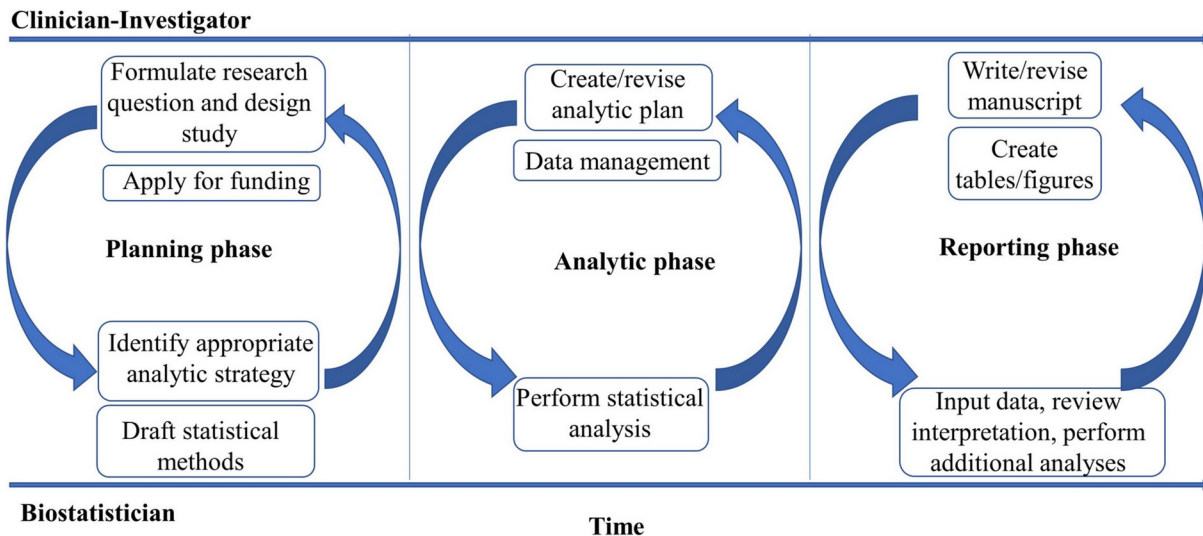 Clinician-Investigator
Formulate research
question and design
study
Apply for funding
Planning phase
Identify appropriate
analytic strategy
Draft statistical
methods
Create/revise
analytic plan
Data management
Analytic phase
Perform statistical
analysis
Write/revise
manuscript
Create
tables/figures
Reporting phase
Input data, review
interpretation, perform
additional analyses
Biostatistician
Time